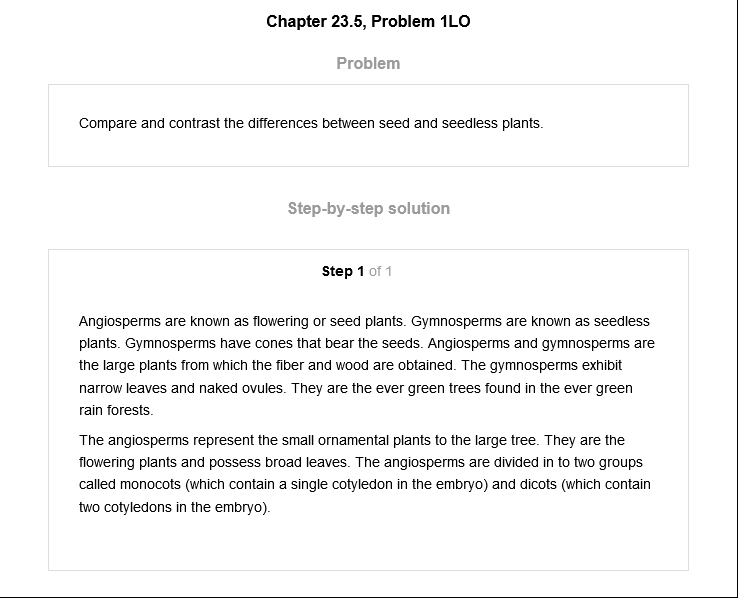 Chapter 23.5, Problem 1LO
Problem
Compare and contrast the differences between seed and seedless plants.
Step-by-step solution
Step 1 of 1
Angiosperms are known as flowering or seed plants. Gymnosperms are known as seedless
plants. Gymnosperms have cones that bear the seeds. Angiosperms and gymnosperms are
the large plants from which the fiber and wood are obtained. The gymnosperms exhibit
narrow leaves and naked ovules. They are the ever green trees found in the ever green
rain forests.
The angiosperms represent the small ornamental plants to the large tree. They are the
flowering plants and possess broad leaves. The angiosperms are divided in to two groups
called monocots (which contain a single cotyledon in the embryo) and dicots (which contain
two cotyledons in the embryo).